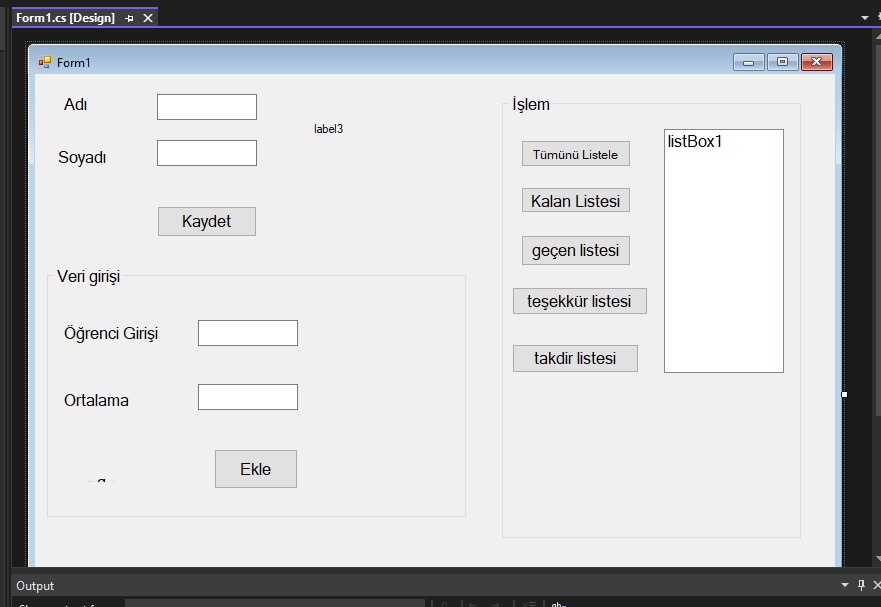 Form1.cs [Design]
Form1
Adı
label3
Soyadı
Kaydet
Veri girişi
Öğrenci Girişi
Ortalama
Ekle
İşlem
Tümünü Listele
Kalan Listesi
geçen listesi
teşekkür listesi
takdir listesi
listBox1
Output